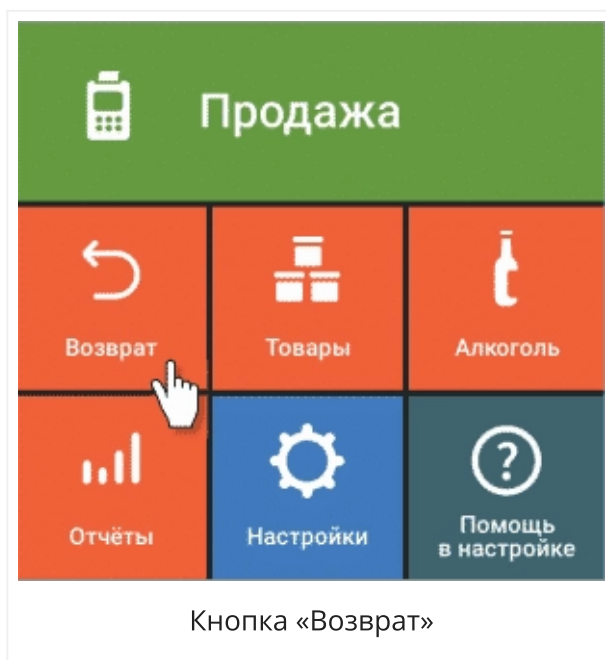 Продажа
Возврат
Товары
Алкоголь
Отчёты
Настройки
Помощь
в настройке
Кнопка «Возврат»